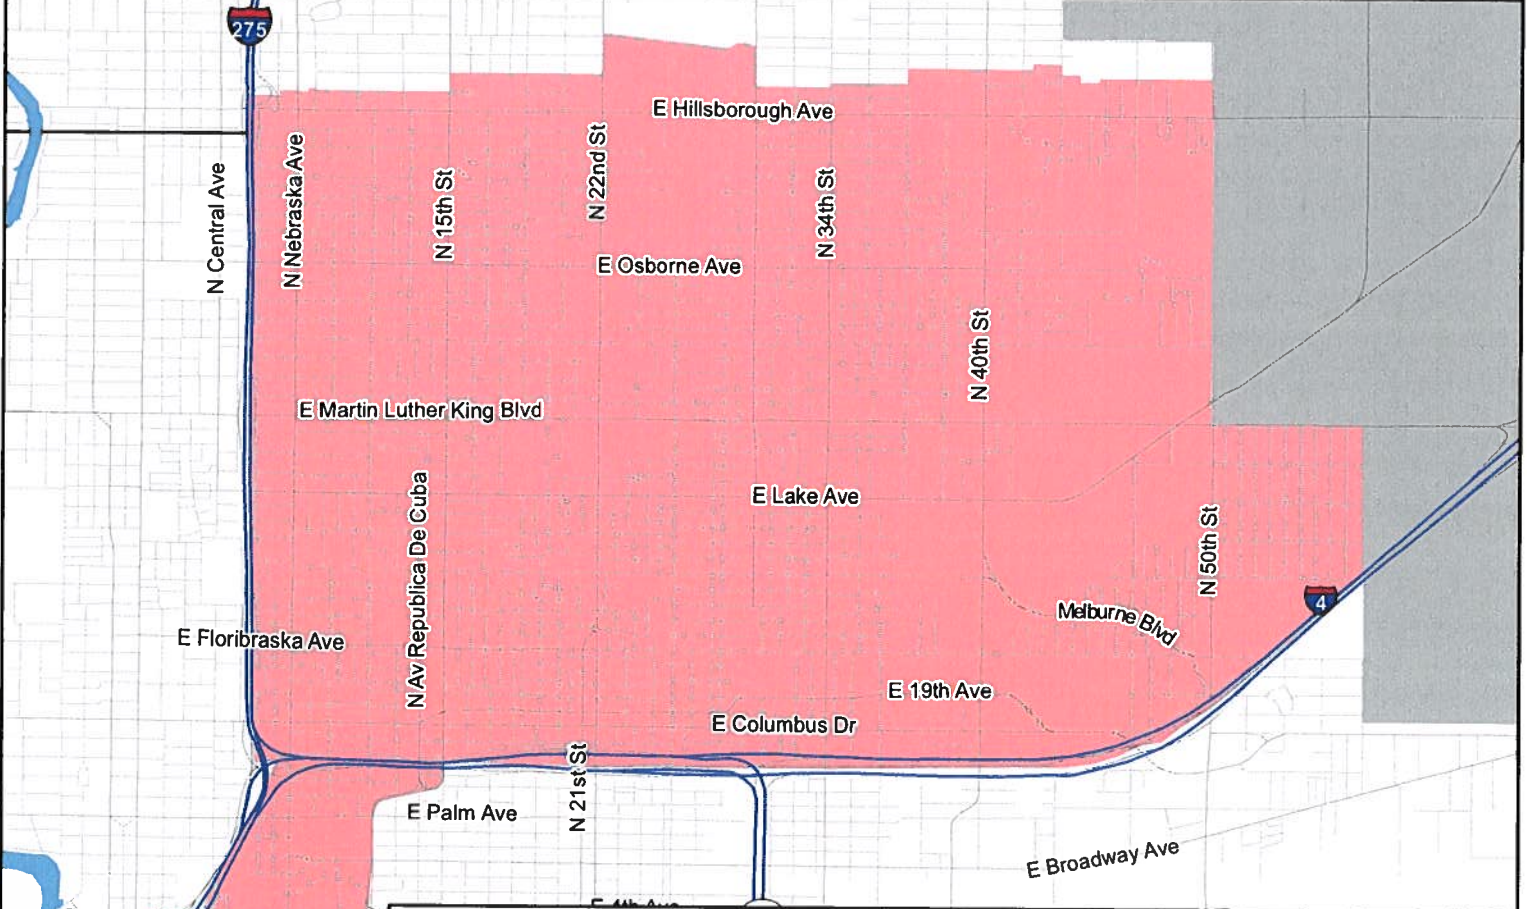 275
E Hillsborough Ave
N Central Ave
N Nebraska Ave
N 15th St
N 22nd St
N 34th St
E Osborne Ave
N 40th St
E Martin Luther King Blvd
N Av Republica De Cuba
E Lake Ave
N 50th St
4
Melburne Blvd
E Floribraska Ave
E 19th Ave
E Columbus Dr
N 21st St
E Palm Ave
E Broadway Ave
E 4th Ave